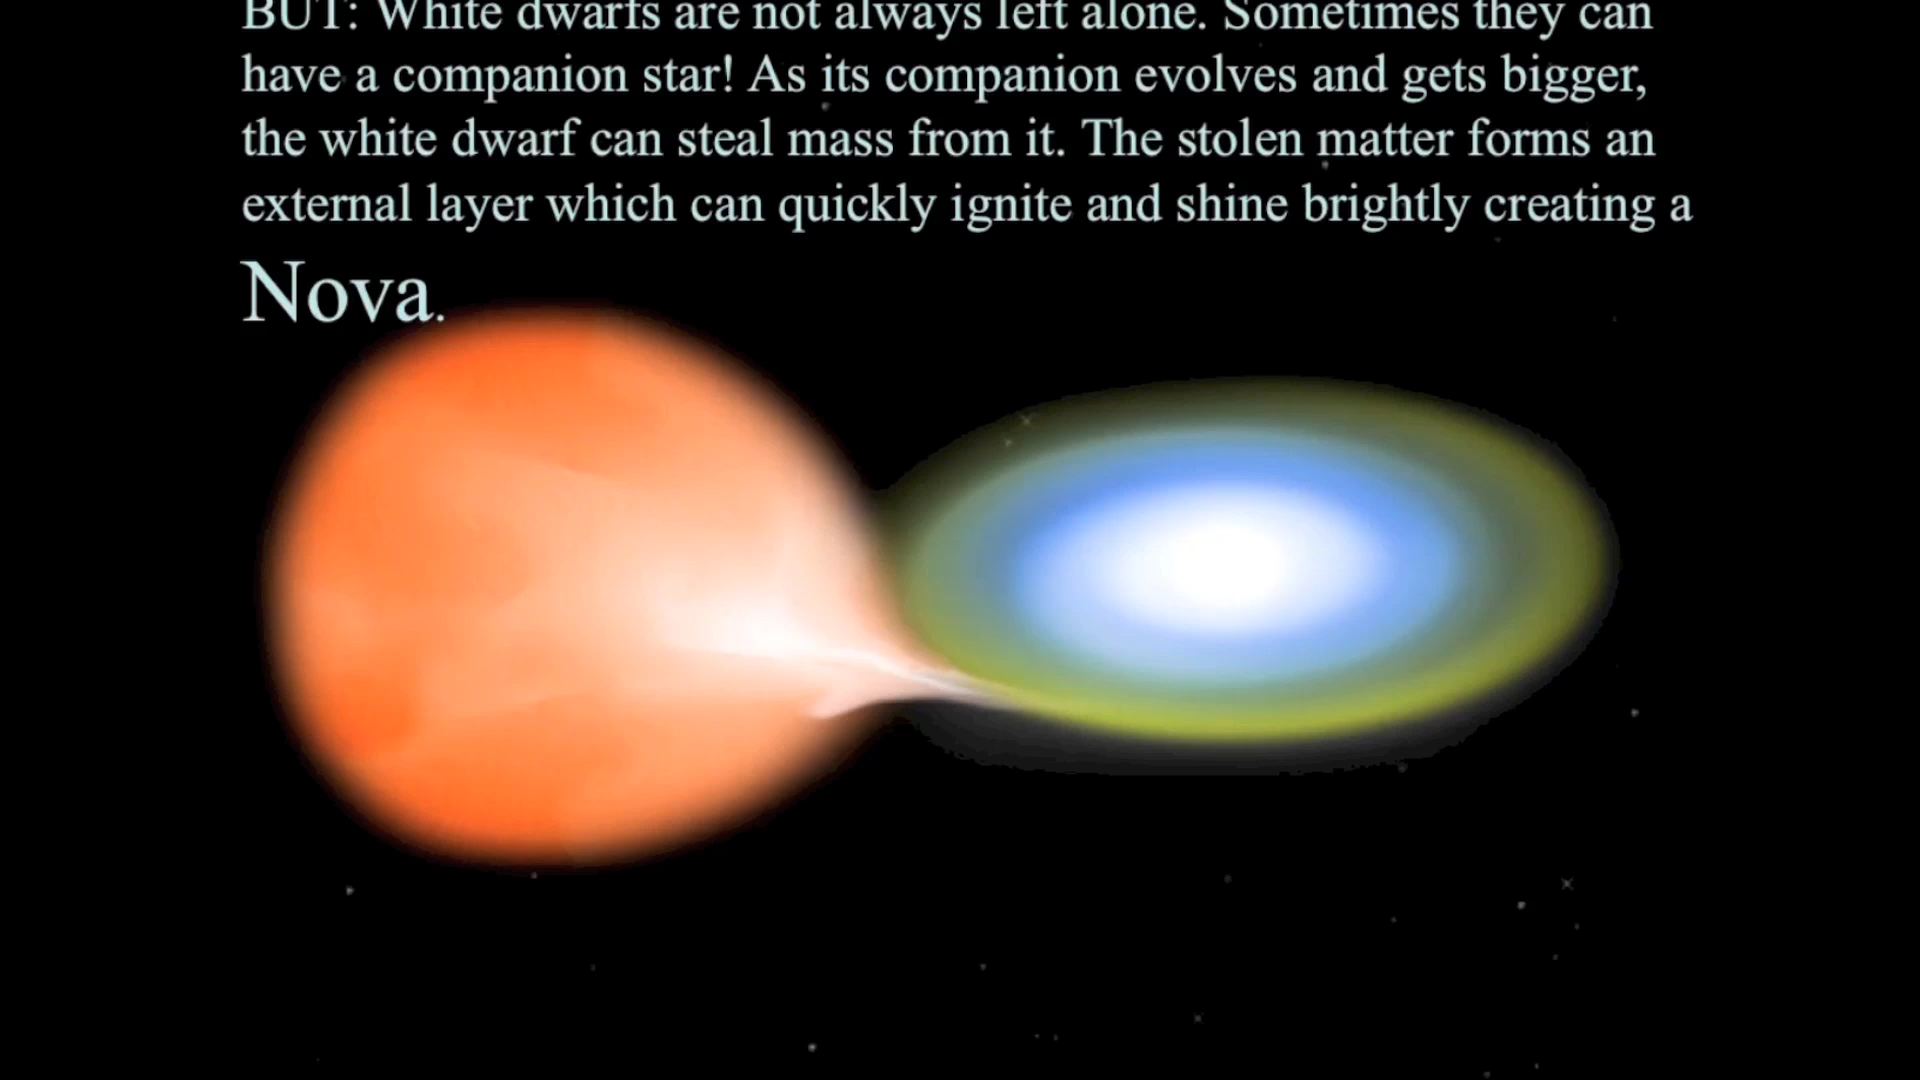 BUT: White dwarfs are not always left alone. Sometimes they can
have a companion star! As its companion evolves and gets bigger,
the white dwarf can steal mass from it. The stolen matter forms an
external layer which can quickly ignite and shine brightly creating a
Nova.